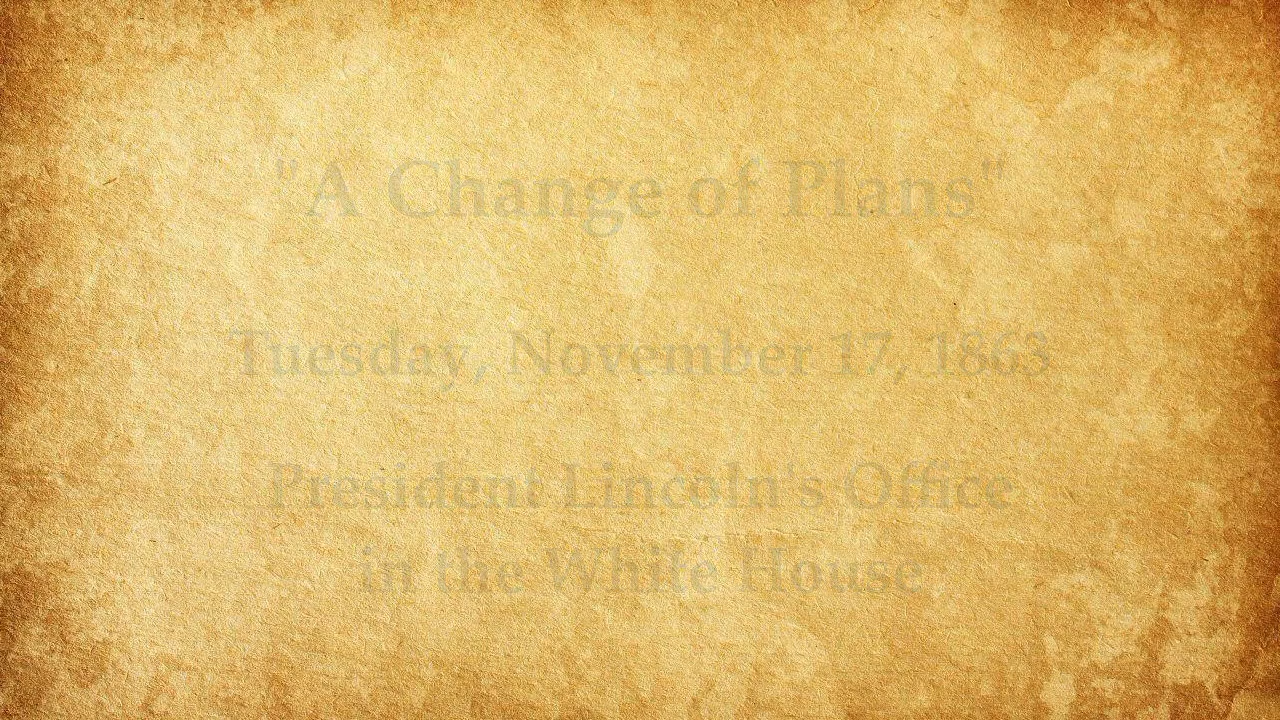 "A Change of Plans"
Tuesday, November 17, 1863
President Lincoln's Office
in the White House